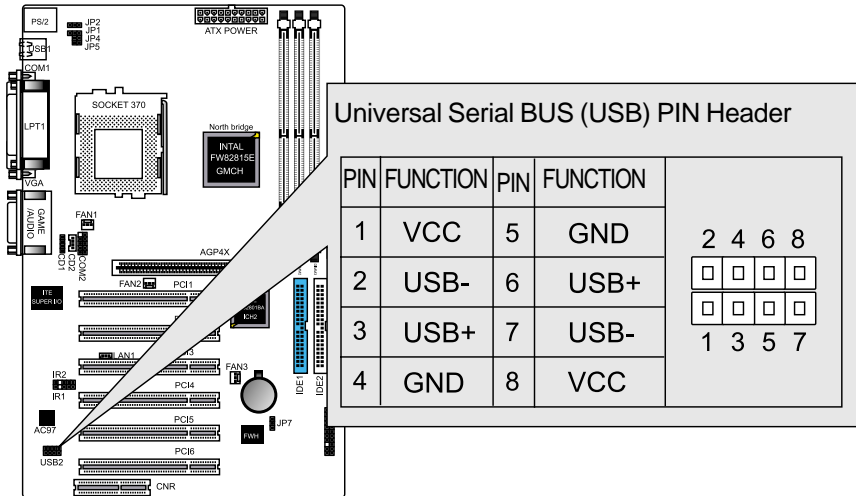 PS/2
JP2
JP1
JP4
JP5
ATX POWER
USB1
COM1
SOCKET 370
LPT1
North bridge
INTAL
FW82815E
GMCH
VGA
GAME
/AUDIO
FAN1
CD1
CD2
COM2
AGP4X
FAN2
PCI1
ITE
SUPER I/O
ICH2
LAN1
FAN3
IDE1
IDE2
IR2
IR1
PCI4
AC97
PCI5
FWH
JP7
USB2
PCI6
CNR
Universal Serial BUS (USB) PIN Header
PIN FUNCTION PIN FUNCTION
1 VCC 5 GND
2 USB- 6 USB+
3 USB+ 7 USB-
4 GND 8 VCC
2 4 6 8
1 3 5 7